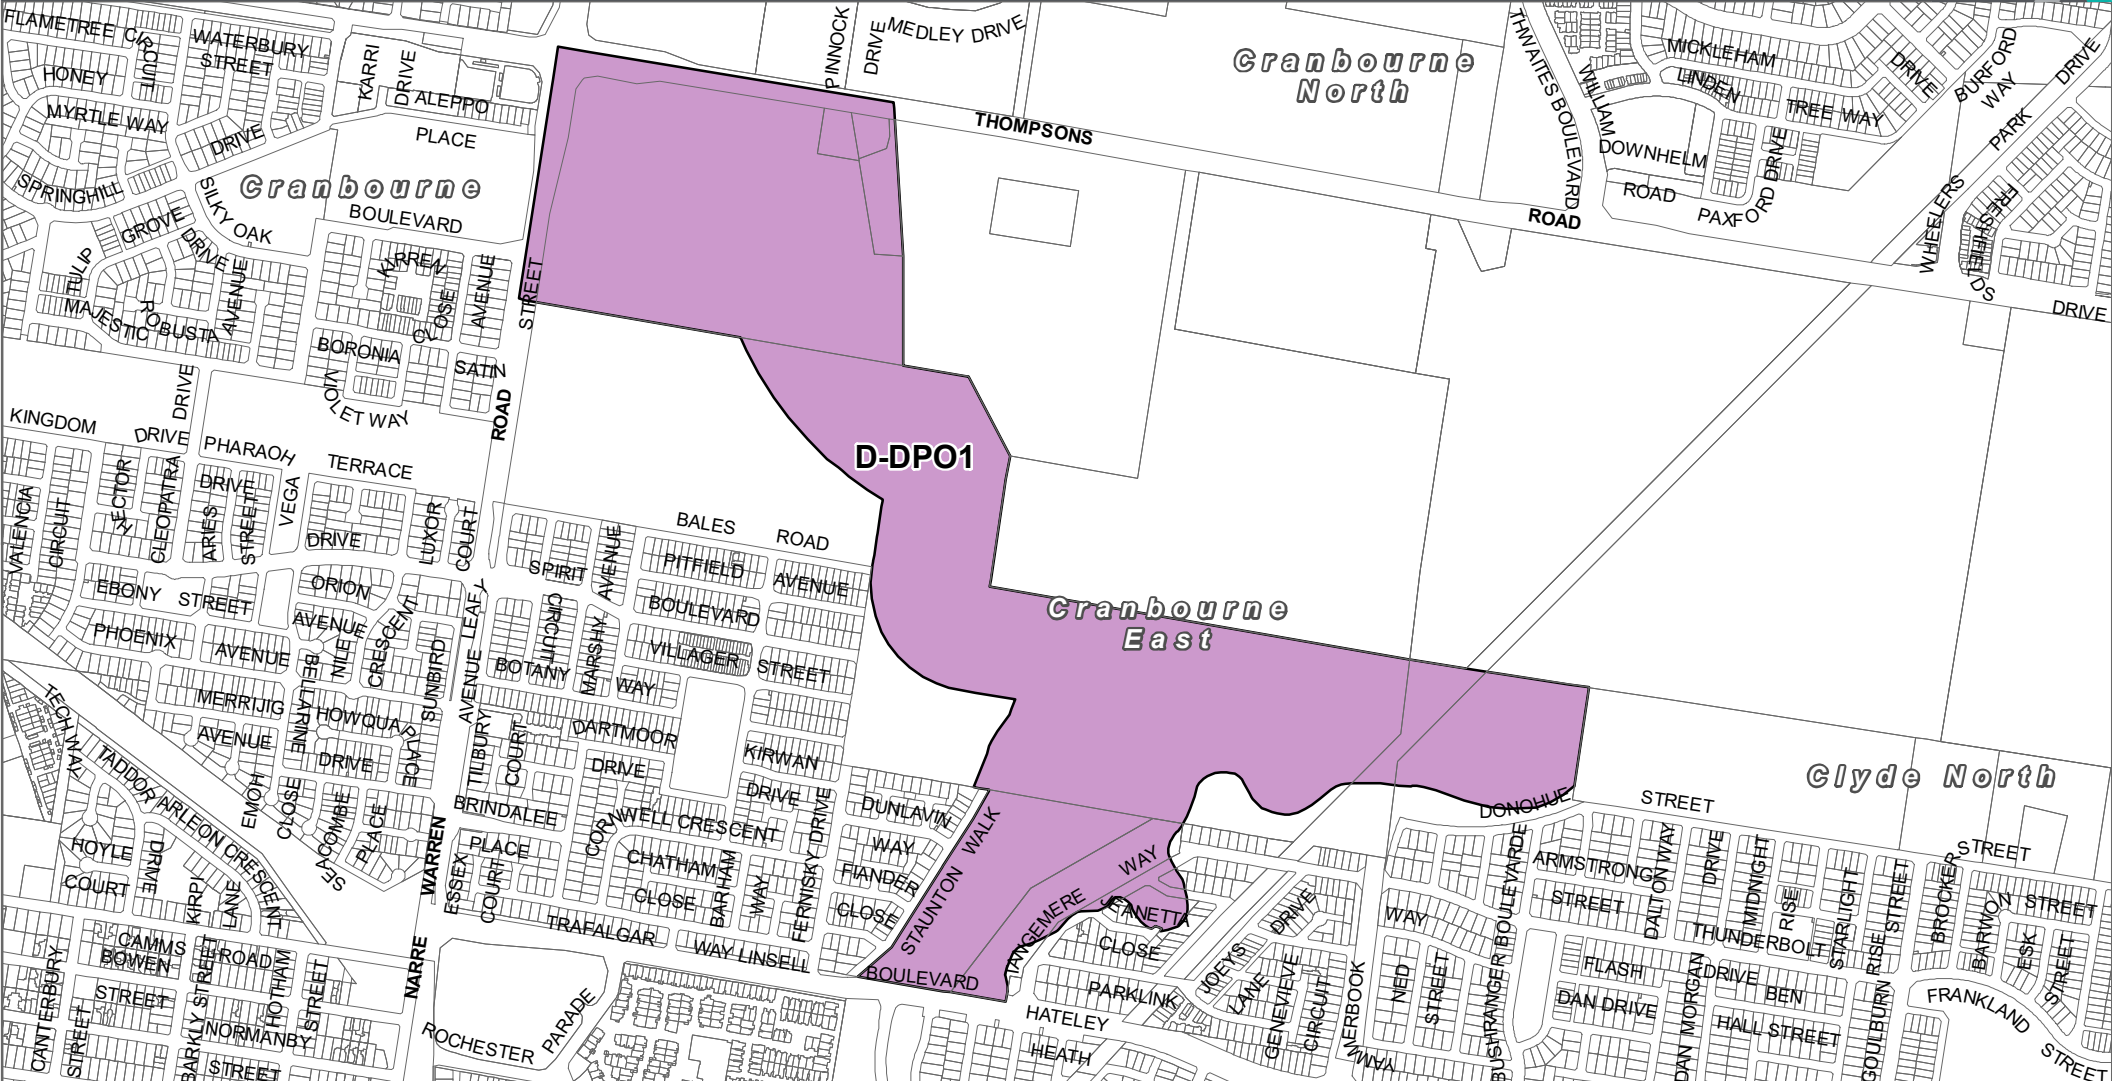 FLAMETREE CIRCUIT
WATERBURY
STREET
HONEY
MYRTLE WAY
KARRI
DRIVE
ALEPPO
PLACE
DRIVE
SPRINGHILL
Cranbourne
SILKY OAK
DRIVE
BOULEVARD
GROVE
TULIP
MAJESTIC
ROBUSTA
AVENUE
KIRREN
CLOSE
AVENUE
BORONIA
SATIN
VIOLET WAY
STREET
PINNOCK
DRIVE
MEDLEY DRIVE
Cranbourne
North
THOMPSONS
ROAD
THWAITES BOULEVARD
WILLIAM
MICKLEHAM
DRIVE
LINDEN
TREE WAY
BURFORD
WAY
DOWNHELM
ROAD
PAXFORD DRIVE
WHEELERS
PARK
DRIVE
FRESHFIELDS
DRIVE
KINGDOM
DRIVE
DRIVE
PHARAOH
TERRACE
ROAD
VALENCIA
CIRCUIT
HECTOR
CLEOPATRA
DRIVE
ARIES
STREET
VEGA
DRIVE
LUXOR
COURT
EBONY
STREET
ORION
AVENUE
PHOENIX
AVENUE
BELLARINE
NILE
CRESCENT
SUNBIRD
PLACE
MERRIJIG
AVENUE
HOWQUA
DRIVE
D-DPO1
BALES
ROAD
SPIRIT
CIRCUIT
AVENUE
MARSHY
PITFIELD
AVENUE
BOULEVARD
VILLAGER
STREET
LEAFY
AVENUE
BOTANY
WAY
TILBURY
COURT
DARTMOOR
DRIVE
KIRWAN
DRIVE
Cranbourne
East
Clyde North
TECH WAY
TADDOR
ARLEON CRESCENT
EMOH
CLOSE
SEACOMBE
PLACE
HOYLE
COURT
DRIVE
KIRPI
LANE
WARREN
NARRE
BRINDALEE
PLACE
ESSEX
COURT
CORNWELL CRESCENT
CHATHAM
CLOSE
BARHAM
WAY
FERNSKY DRIVE
DUNLAVIN
WAY
FIANDER
CLOSE
STAUNTON WALK
TRAFALGAR
WAY
LINSELL
BOULEVARD
TANGEMERE
WAY
JEANETTA
CLOSE
DONOHUE
STREET
STREET
ARMSTRONG
STREET
DALTON WAY
DRIVE
MIDNIGHT
RISE
STARLIGHT
STREET
BROCKER
STREET
BARWON
ESK
STREET
THUNDERBOLT
DRIVE
BUSHRANGER BOULEVARDE
FLASH
DAN DRIVE
BEN
HALL STREET
DAN MORGAN
GOULBURN RISE
FRANKLAND
STREET
CAMMS
ROAD
BOWEN
STREET
CANTERBURY
STREET
BARKLY STREET
HOTHAM
STREET
NORMANBY
STREET
ROCHESTER
PARADE
HATELEY
HEATH
PARKLINK
JOEYS
LANE
DRIVE
GENEVIEVE
CIRCUIT
YAMMERBOOK
WAY
NED
STREET